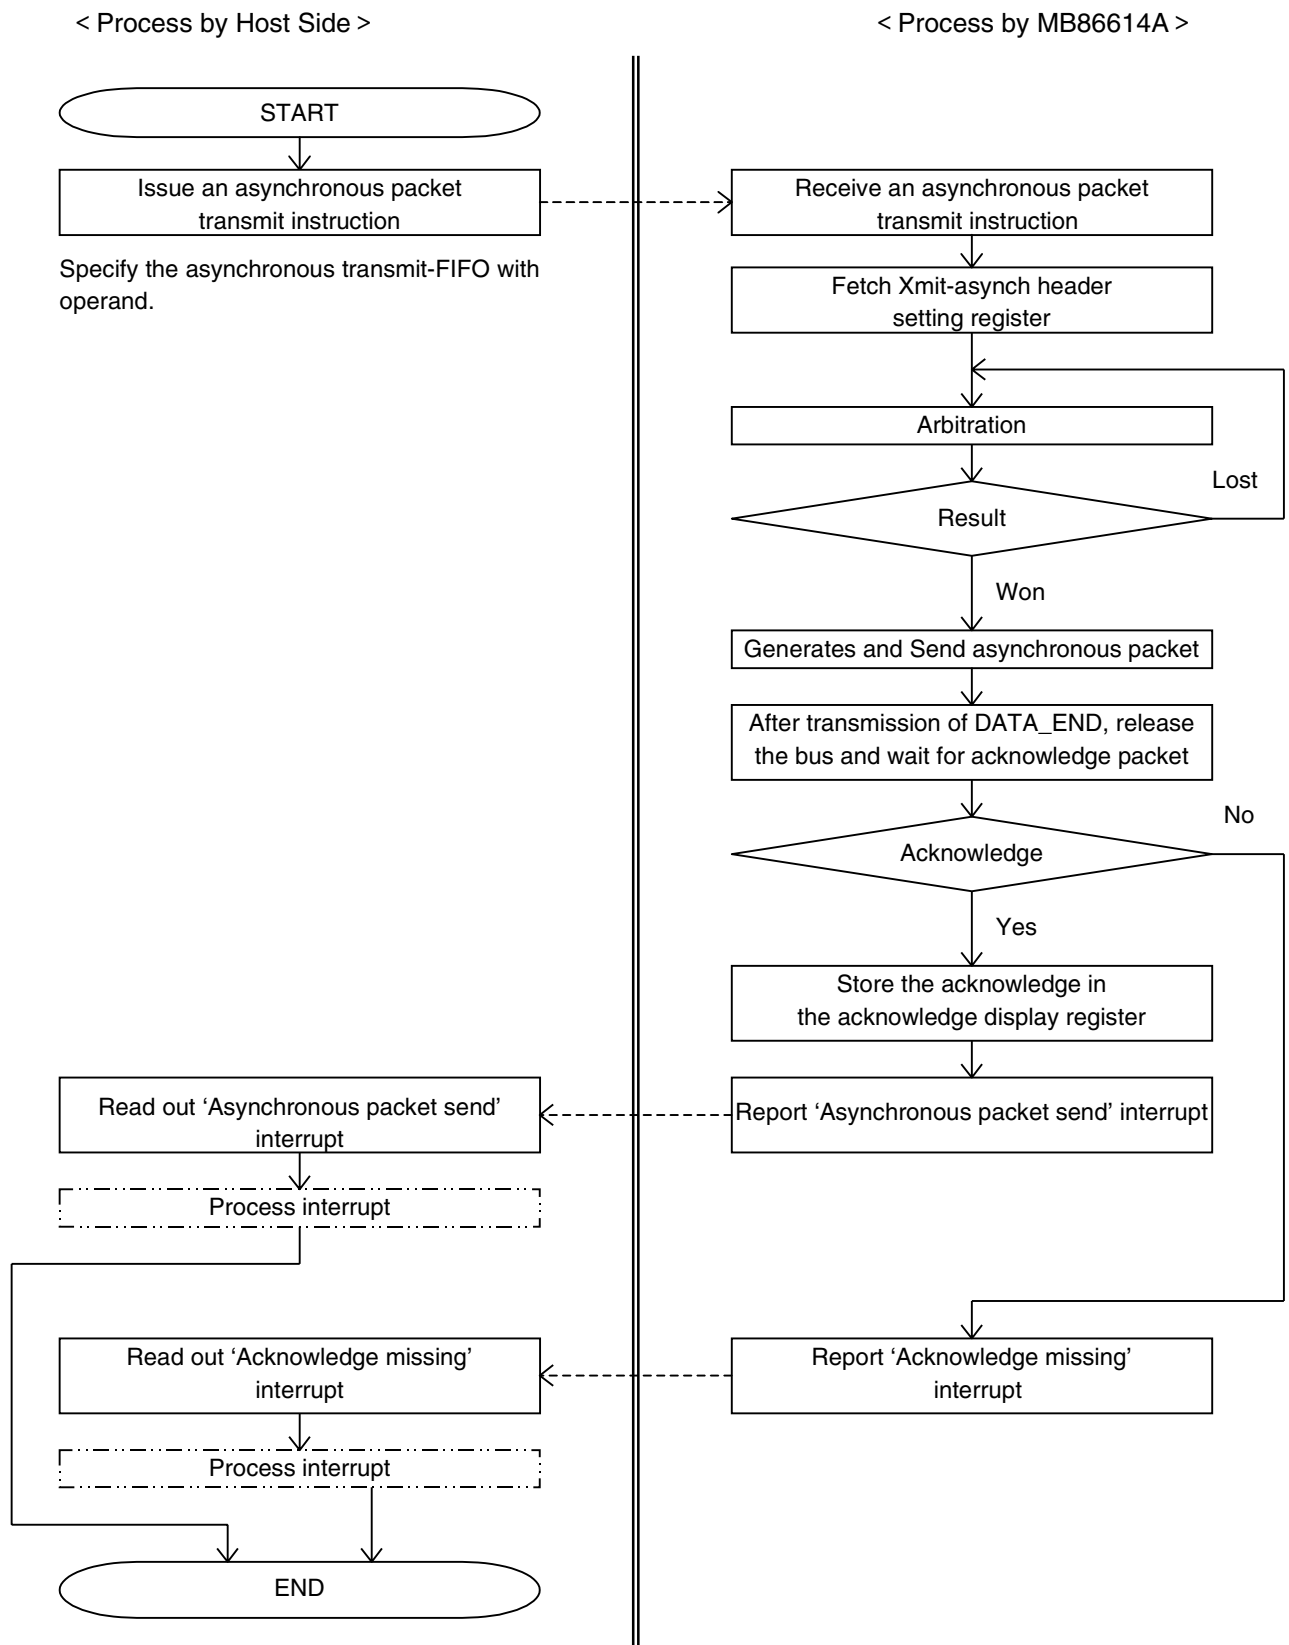 < Process by Host Side >
< Process by MB86614A >
START
Issue an asynchronous packet
transmit instruction
Receive an asynchronous packet
transmit instruction
Specify the asynchronous transmit-FIFO with
operand.
Fetch Xmit-asynch header
setting register
Arbitration
Lost
Result
Won
Generates and Send asynchronous packet
After transmission of DATA_END, release
the bus and wait for acknowledge packet
No
Acknowledge
Yes
Store the acknowledge in
the acknowledge display register
Read out ‘Asynchronous packet send’
interrupt
Report ‘Asynchronous packet send’ interrupt
Process interrupt
Read out ‘Acknowledge missing’
interrupt
Report ‘Acknowledge missing’
interrupt
Process interrupt
END